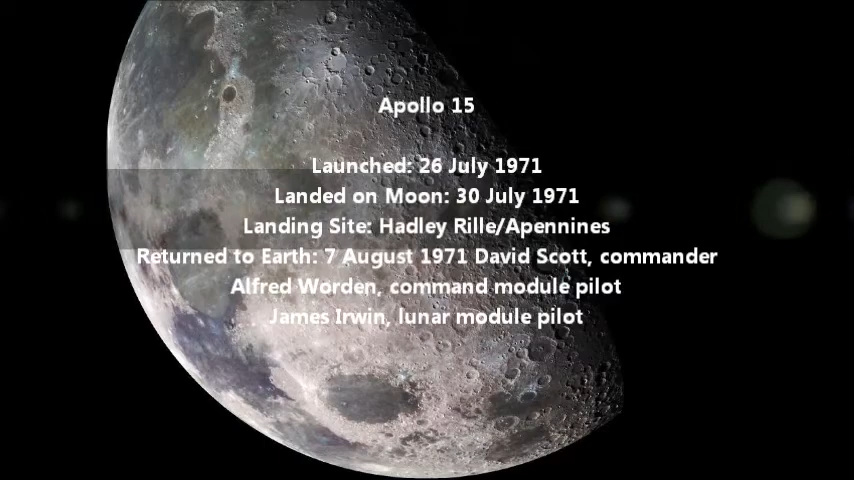 Apollo 15
Launched: 26 July 1971
Landed on Moon: 30 July 1971
Landing Site: Hadley Rille/Apennines
Returned to Earth: 7 August 1971 David Scott, commander
Alfred Worden, command module pilot
James Irwin, lunar module pilot